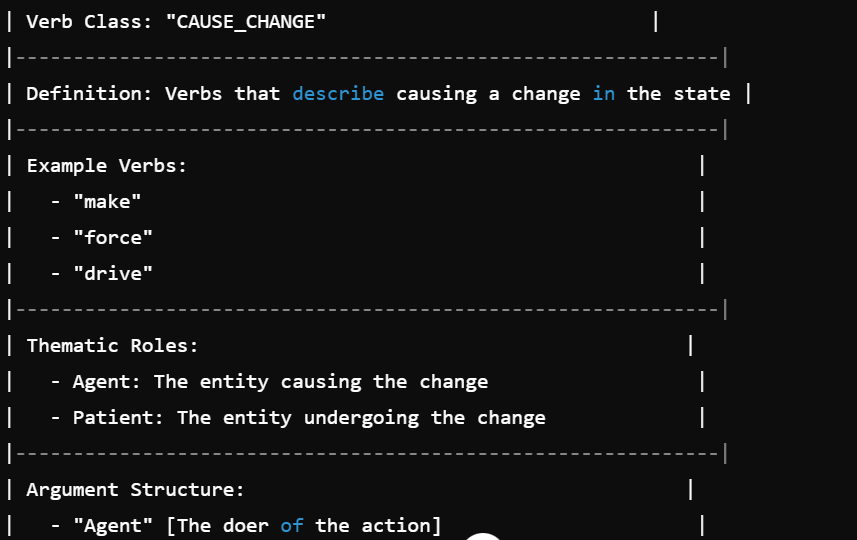 | Verb Class: "CAUSE_CHANGE" |
|-------------------------------------------------------------|
| Definition: Verbs that describe causing a change in the state |
|-------------------------------------------------------------|
| Example Verbs: |
| - "make" |
| - "force" |
| - "drive" |
|-------------------------------------------------------------|
| Thematic Roles: |
| - Agent: The entity causing the change |
| - Patient: The entity undergoing the change |
|-------------------------------------------------------------|
| Argument Structure: |
| - "Agent" [The doer of the action] |